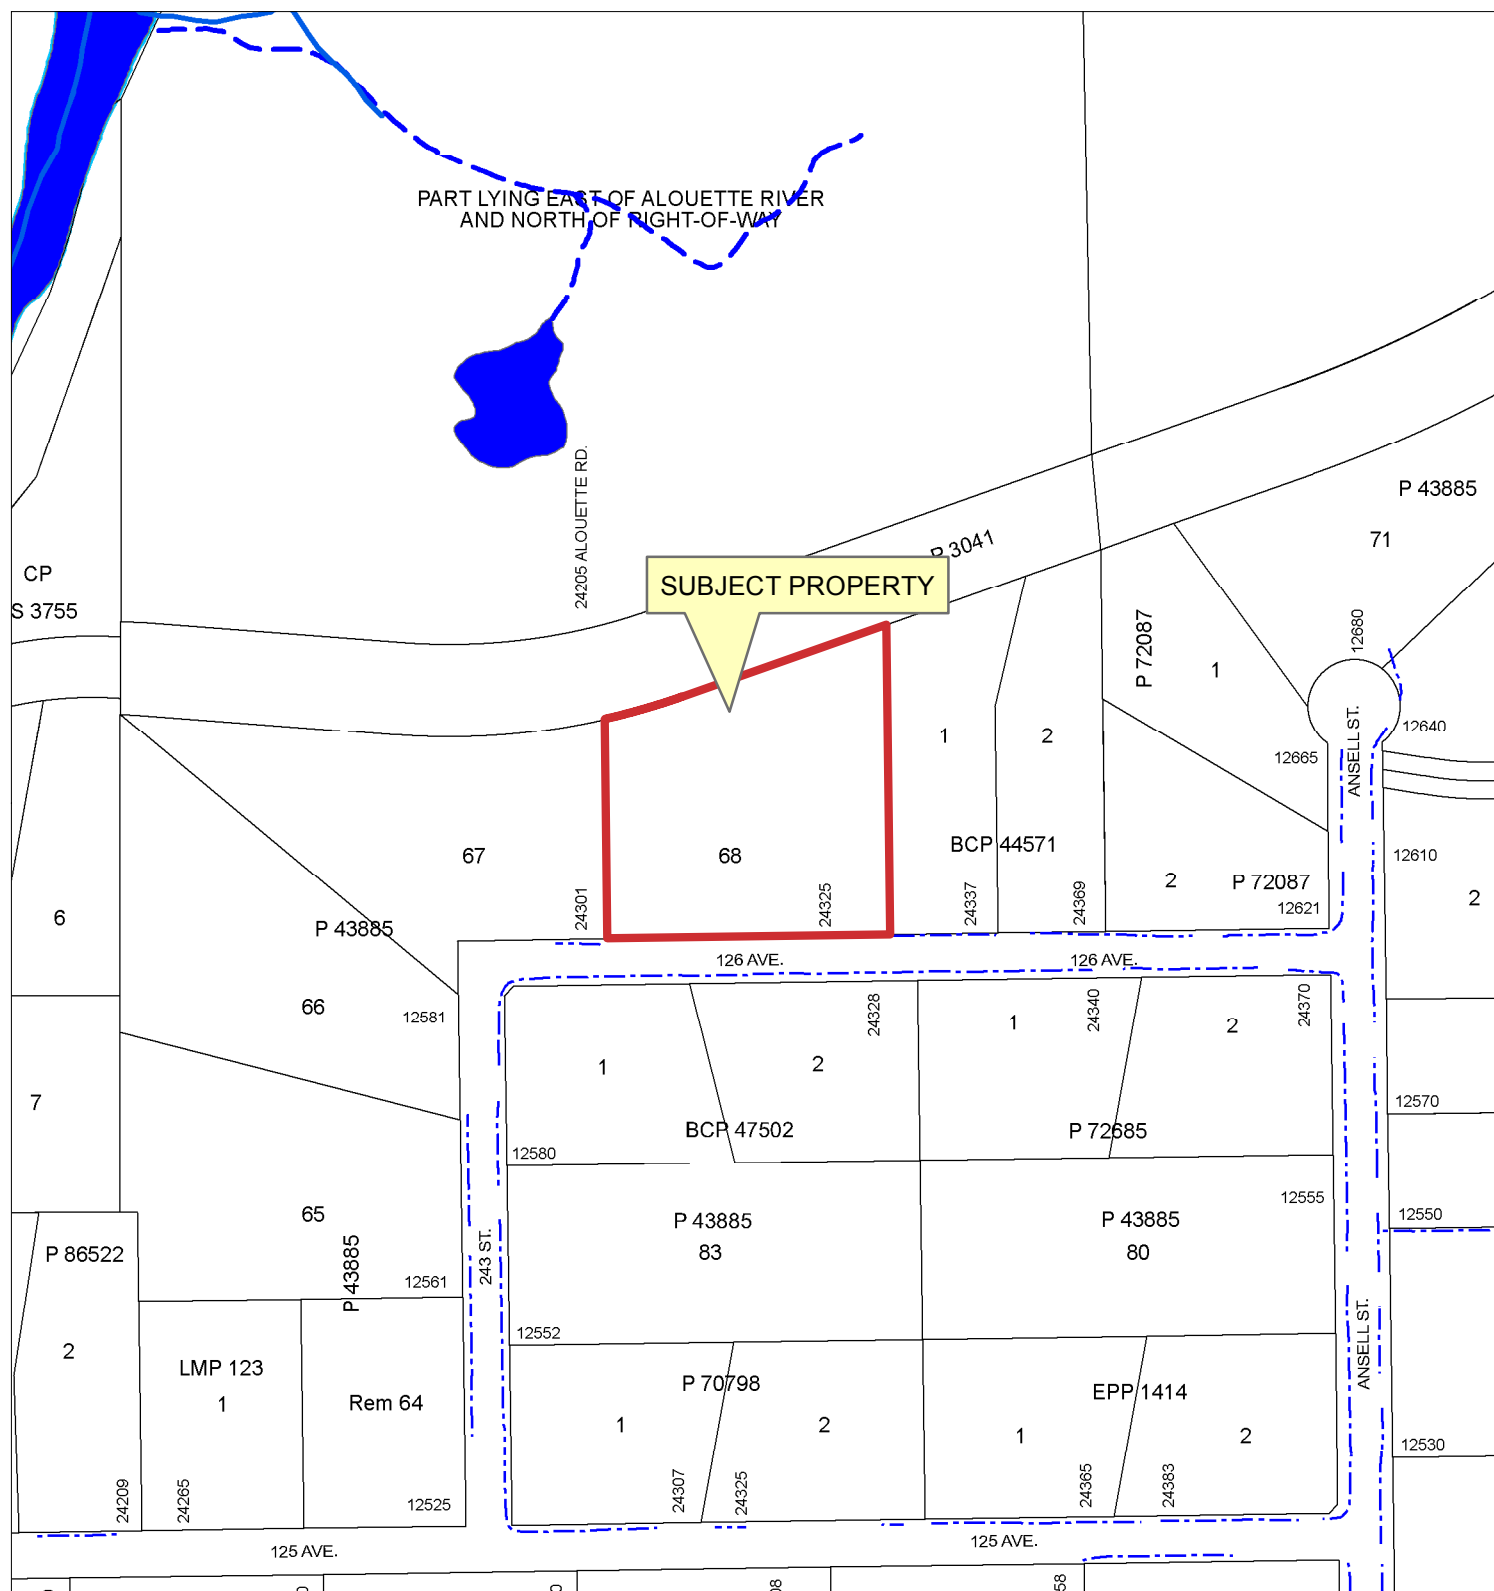 PART LYING EAST OF ALOUETTE RIVER
AND NORTH OF RIGHT-OF-WAY
24205 ALOUETTE RD.
P 43885
71
P 3041
CP
S 3755
SUBJECT PROPERTY
12680
P 72087
1
ANSELL ST.
12640
12665
1
2
67
68
BCP 44571
12610
24301
24325
24337
24369
2
P 72087
12621
2
6
P 43885
126 AVE.
126 AVE.
66
12581
24328
1
24340
2
24370
1
2
7
12570
BCP 47502
P 72685
12580
12555
65
P 43885
83
P 43885
80
12550
P 86522
P 43885
243 ST.
12561
12552
ANSELL ST.
2
LMP 123
1
Rem 64
P 70798
EPP 1414
1
2
1
2
12530
24209
24265
12525
24307
24325
24365
24383
125 AVE.
125 AVE.